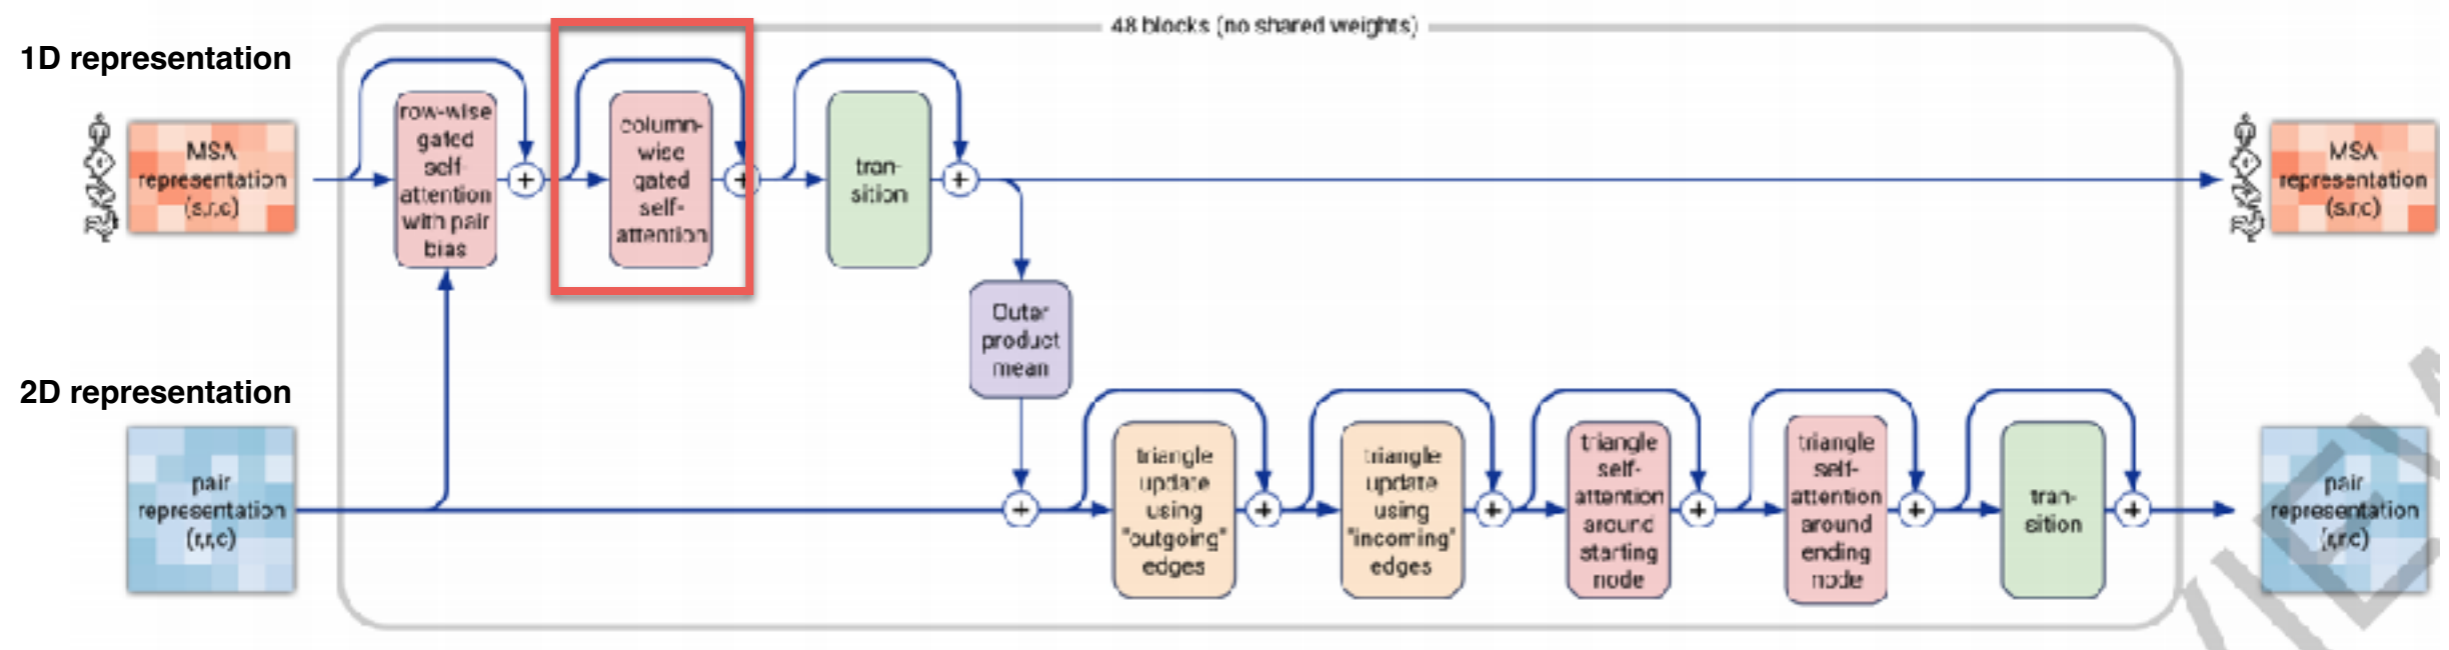 48 blocks (no shared weights)
1D representation
MSA
representation
(s,r,c)
row-wise
gated
self-
attention
with pair
bias
column-
wise
gated
self-
attention
tran-
sition
MSA
representation
(s,r,c)
Outer
product
mean
2D representation
pair
representation
(r,r,c)
triangle
update
using
"outgoing"
edges
triangle
update
using
"incoming"
edges
triangle
self-
attention
around
starting
node
triangle
self-
attention
around
ending
node
tran-
sition
pair
representation
(r,r,c)